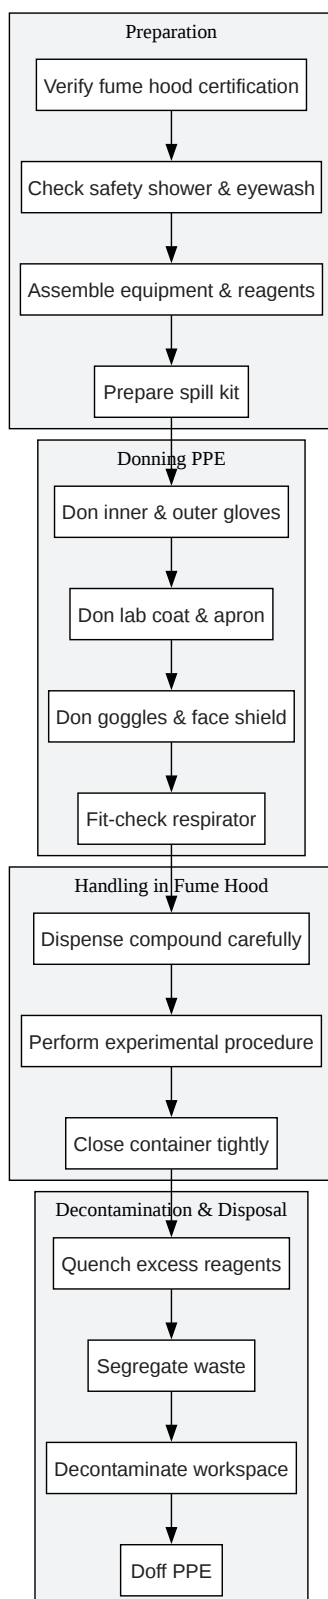 Preparation
Verify fume hood certification
Check safety shower & eyewash
Assemble equipment & reagents
Prepare spill kit
Donning PPE
Don inner & outer gloves
Don lab coat & apron
Don goggles & face shield
Fit-check respirator
Handling in Fume Hood
Dispense compound carefully
Perform experimental procedure
Close container tightly
Decontamination & Disposal
Quench excess reagents
Segregate waste
Decontaminate workspace
Doff PPE